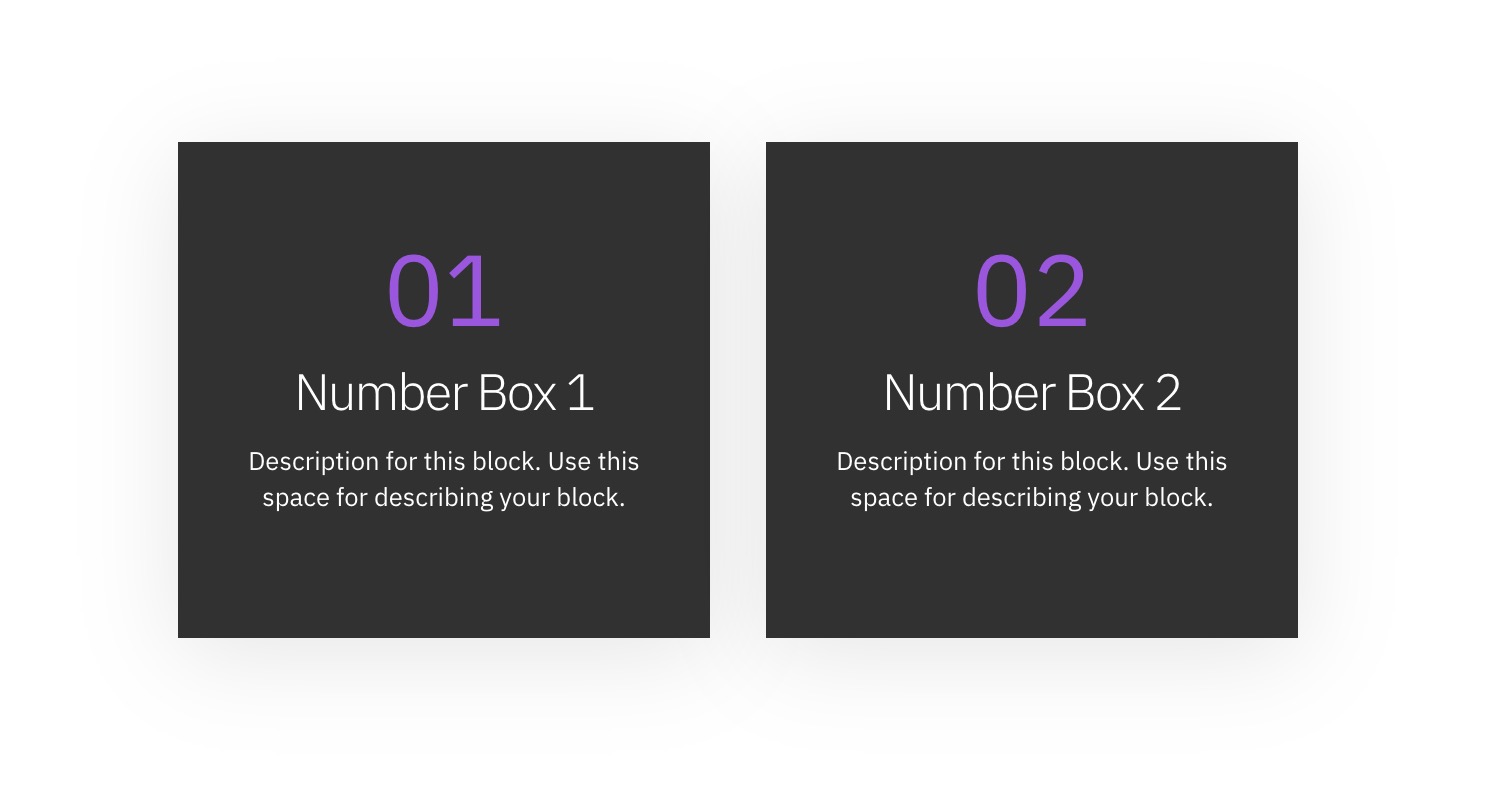 01
Number Box 1
Description for this block. Use this
space for describing your block.
02
Number Box 2
Description for this block. Use this
space for describing your block.